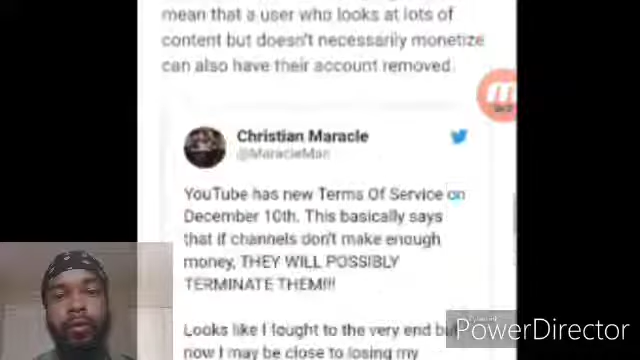 mean that a user who looks at lots of
content but doesn't necessarily monetize
can also have their account removed.
Christian Maracle
@MaracleMan
YouTube has new Terms Of Service on
December 10th. This basically says
that if channels don't make enough
money, THEY WILL POSSIBLY
TERMINATE THEM!!!
Looks like I fought to the very end but
now I may be close to losing my
PowerDirector